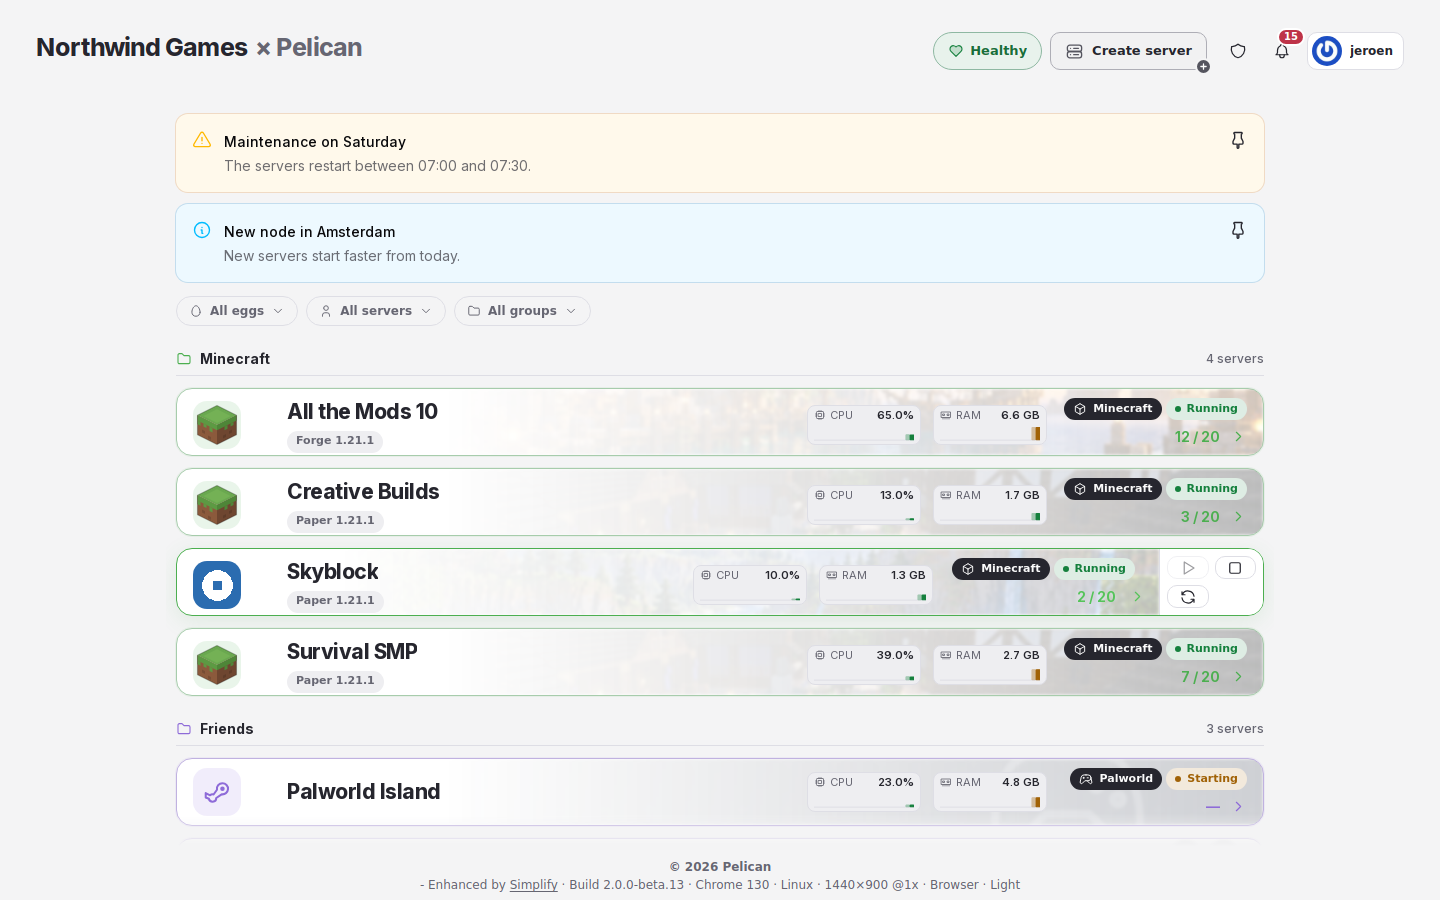 Northwind Games × Pelican
Healthy
Create server
15
jeroen
Maintenance on Saturday
The servers restart between 07:00 and 07:30.
New node in Amsterdam
New servers start faster from today.
All eggs
All servers
All groups
Minecraft
4 servers
All the Mods 10
Forge 1.21.1
CPU 65.0%
RAM 6.6 GB
Minecraft
Running
12 / 20
Creative Builds
Paper 1.21.1
CPU 13.0%
RAM 1.7 GB
Minecraft
Running
3 / 20
Skyblock
Paper 1.21.1
CPU 10.0%
RAM 1.3 GB
Minecraft
Running
2 / 20
Survival SMP
Paper 1.21.1
CPU 39.0%
RAM 2.7 GB
Minecraft
Running
7 / 20
Friends
3 servers
Palworld Island
CPU 23.0%
RAM 4.8 GB
Palworld
Starting
—
© 2026 Pelican
- Enhanced by Simplify · Build 2.0.0-beta.13 · Chrome 130 · Linux · 1440×900 @1x · Browser · Light